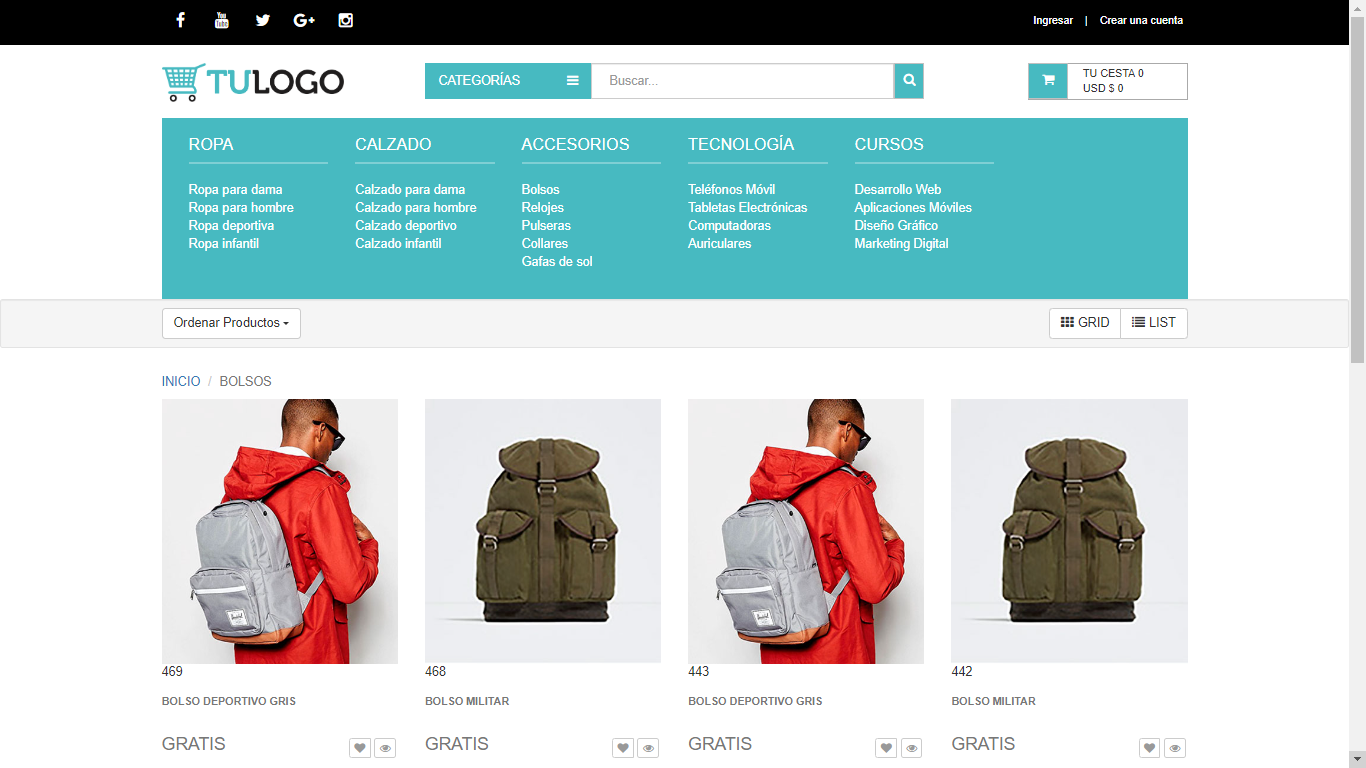 Ingresar | Crear una cuenta
TULOGO
CATEGORÍAS
Buscar...
TU CESTA 0
USD $ 0
ROPA
Ropa para dama
Ropa para hombre
Ropa deportiva
Ropa infantil
CALZADO
Calzado para dama
Calzado para hombre
Calzado deportivo
Calzado infantil
ACCESORIOS
Bolsos
Relojes
Pulseras
Collares
Gafas de sol
TECNOLOGÍA
Teléfonos Móvil
Tabletas Electrónicas
Computadoras
Auriculares
CURSOS
Desarrollo Web
Aplicaciones Móviles
Diseño Gráfico
Marketing Digital
Ordenar Productos
GRID
LIST
INICIO / BOLSOS
469
BOLSO DEPORTIVO GRIS
GRATIS
468
BOLSO MILITAR
GRATIS
443
BOLSO DEPORTIVO GRIS
GRATIS
442
BOLSO MILITAR
GRATIS